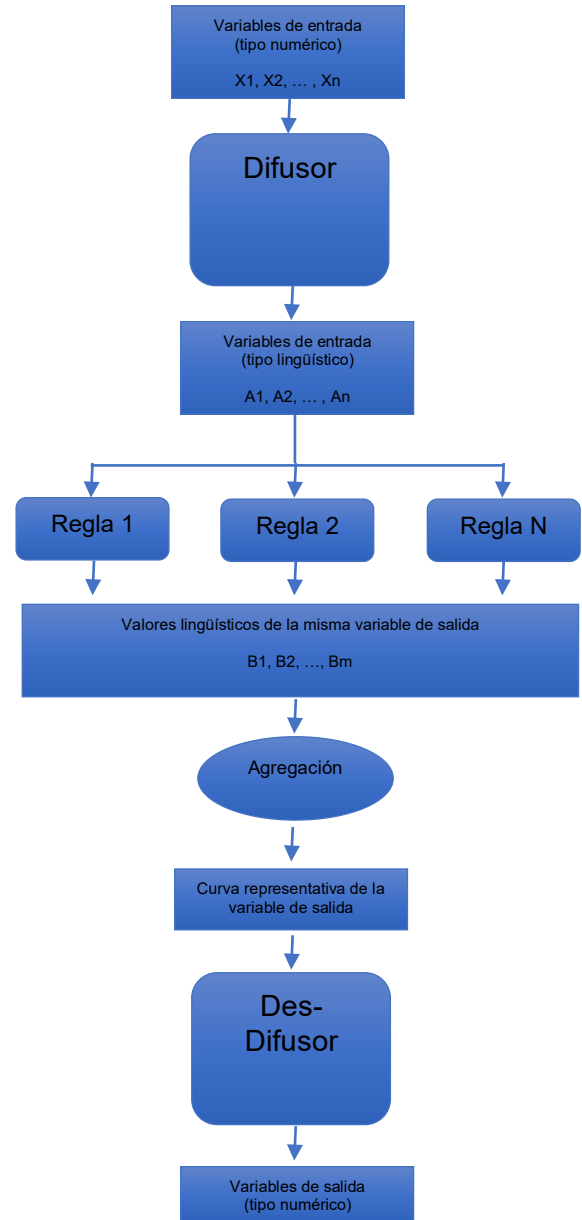 Variables de entrada
(tipo numérico)
X1, X2, … , Xn
Difusor
Variables de entrada
(tipo lingüístico)
A1, A2, … , An
Regla 1
Regla 2
Regla N
Valores lingüísticos de la misma variable de salida
B1, B2, …, Bm
Agregación
Curva representativa de la
variable de salida
Des-
Difusor
Variables de salida
(tipo numérico)